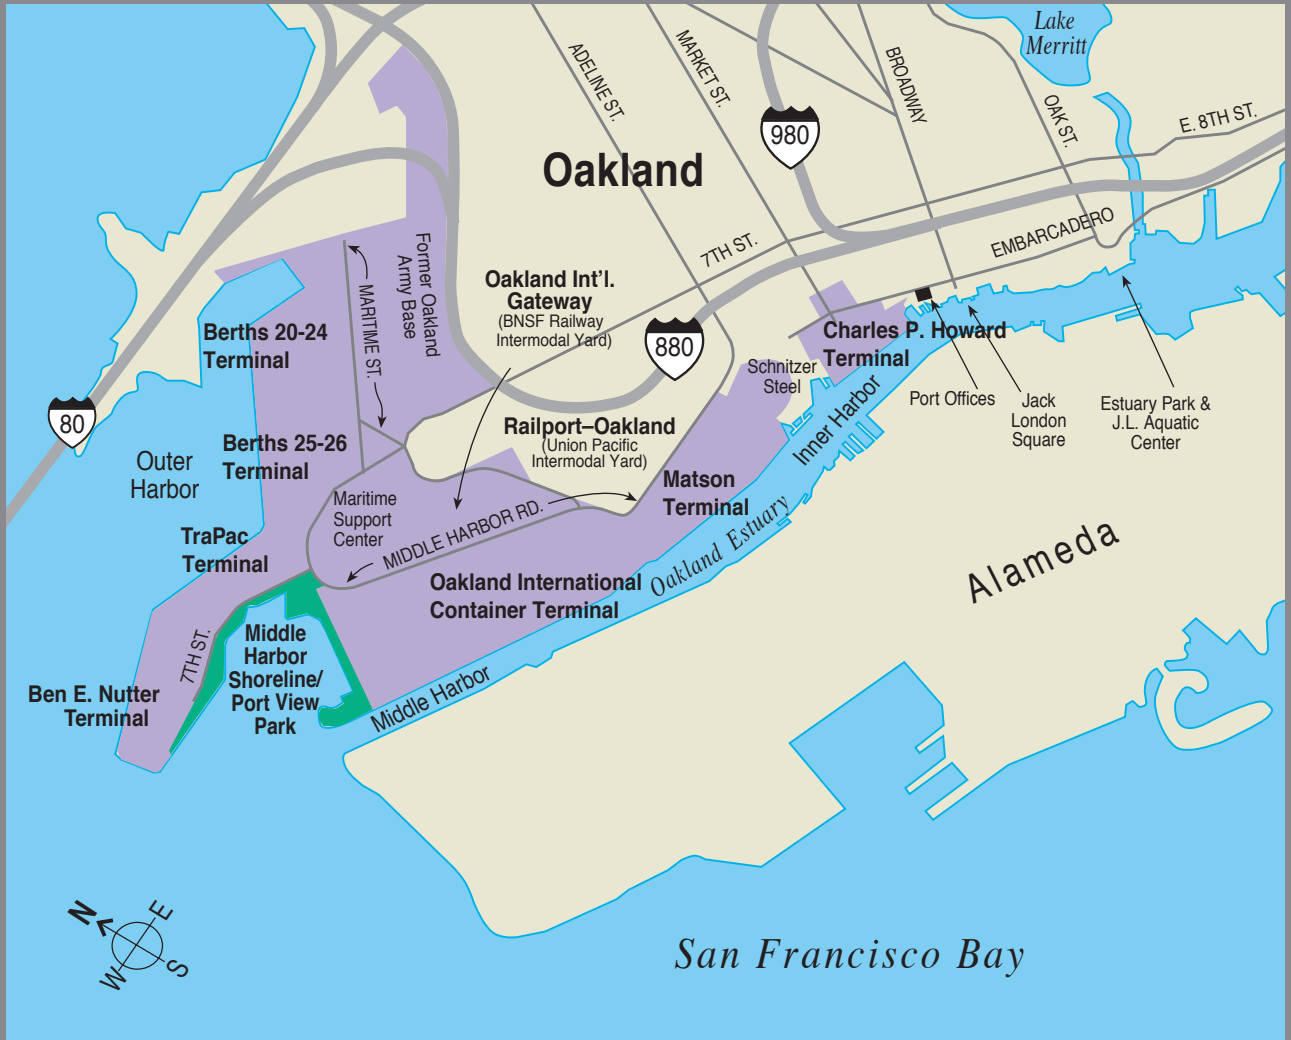 Lake
Merritt
ADELINE ST.
MARKET ST.
BROADWAY
OAK ST.
E. 8TH ST.
980
Oakland
EMBARCADERO
7TH ST.
Former Oakland
Army Base
MARITIME ST.
Oakland Int'l.
Gateway
(BNSF Railway
Intermodal Yard)
880
Berths 20-24
Terminal
Charles P. Howard
Terminal
Schnitzer
Steel
Port Offices
Jack
London
Square
Estuary Park &
J.L. Aquatic
Center
80
Inner Harbor
Railport–Oakland
(Union Pacific
Intermodal Yard)
Berths 25-26
Terminal
Outer
Harbor
Matson
Terminal
Maritime
Support
Center
MIDDLE HARBOR RD.
TraPac
Terminal
Oakland Estuary
Alameda
Oakland International
Container Terminal
7TH ST.
Middle
Harbor
Shoreline/
Port View
Park
Ben E. Nutter
Terminal
Middle Harbor
N
E
W
S
San Francisco Bay